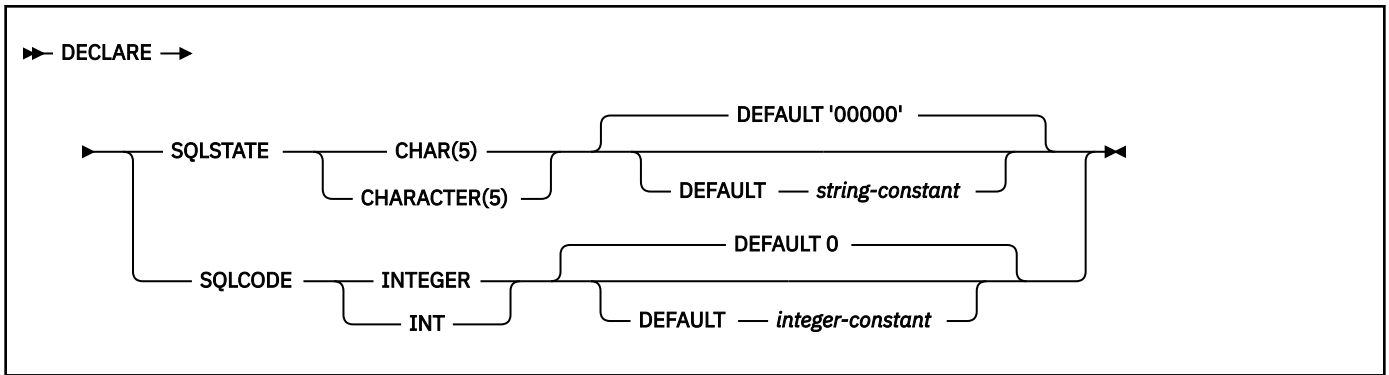 DECLARE
DEFAULT '00000'
SQLSTATE CHAR(5)
CHARACTER(5) DEFAULT string-constant
DEFAULT 0
SQLCODE INTEGER
INT DEFAULT integer-constant